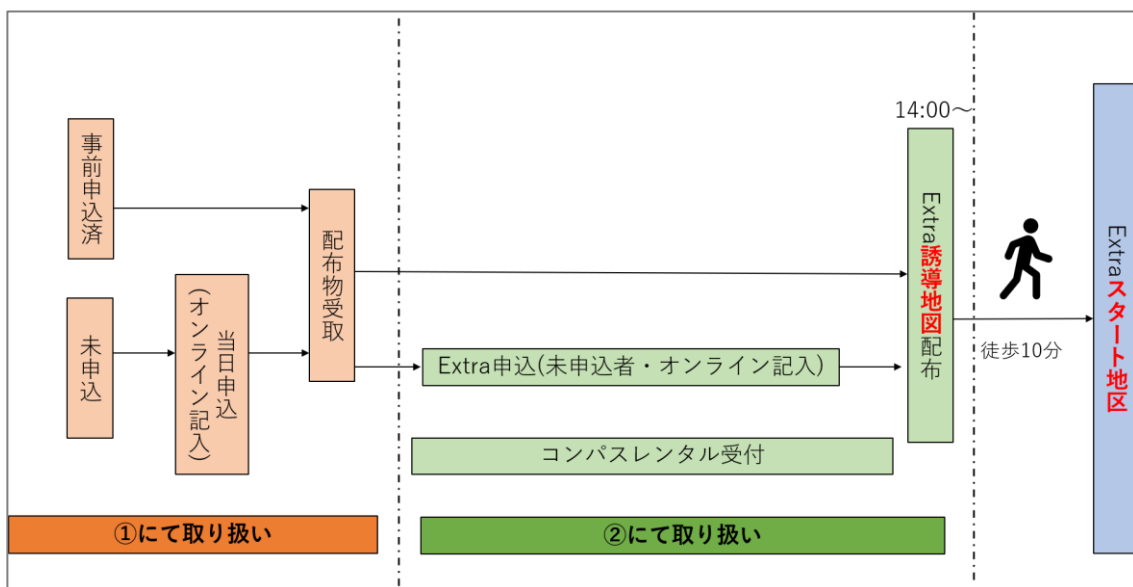 事前申込済
未申込
当日申込
(オンライン記入)
配布物受取
Extra申込(未申込者・オンライン記入)
コンパスレンタル受付
14:00～
Extra誘導地図配布
徒歩10分
Extraスタート地区
①にて取り扱い
②にて取り扱い